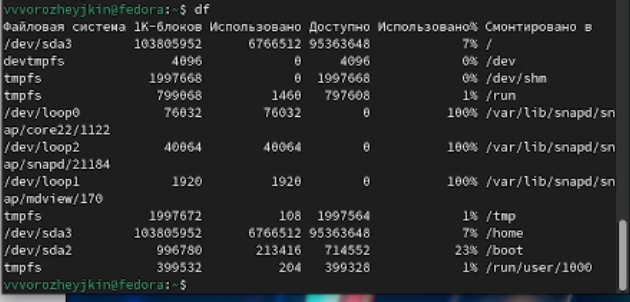 vvvorozheyjkin@fedora:~$ df
Файловая система 1K-блоков Использовано Доступно Использовано% Смонтировано в
/dev/sda3 103805952 6766512 95363648 7% /
devtmpfs 4096 0 4096 0% /dev
tmpfs 1997668 0 1997668 0% /dev/shm
tmpfs 799068 1460 797608 1% /run
/dev/loop0 76032 76032 0 100% /var/lib/snapd/sn
ap/core22/1122
/dev/loop2 40064 40064 0 100% /var/lib/snapd/sn
ap/snapd/21184
/dev/loop1 1920 1920 0 100% /var/lib/snapd/sn
ap/mdview/170
tmpfs 1997672 108 1997564 1% /tmp
/dev/sda3 103805952 6766512 95363648 7% /home
/dev/sda2 996780 213416 714552 23% /boot
tmpfs 399532 204 399328 1% /run/user/1000
vvvorozheyjkin@fedora:~$